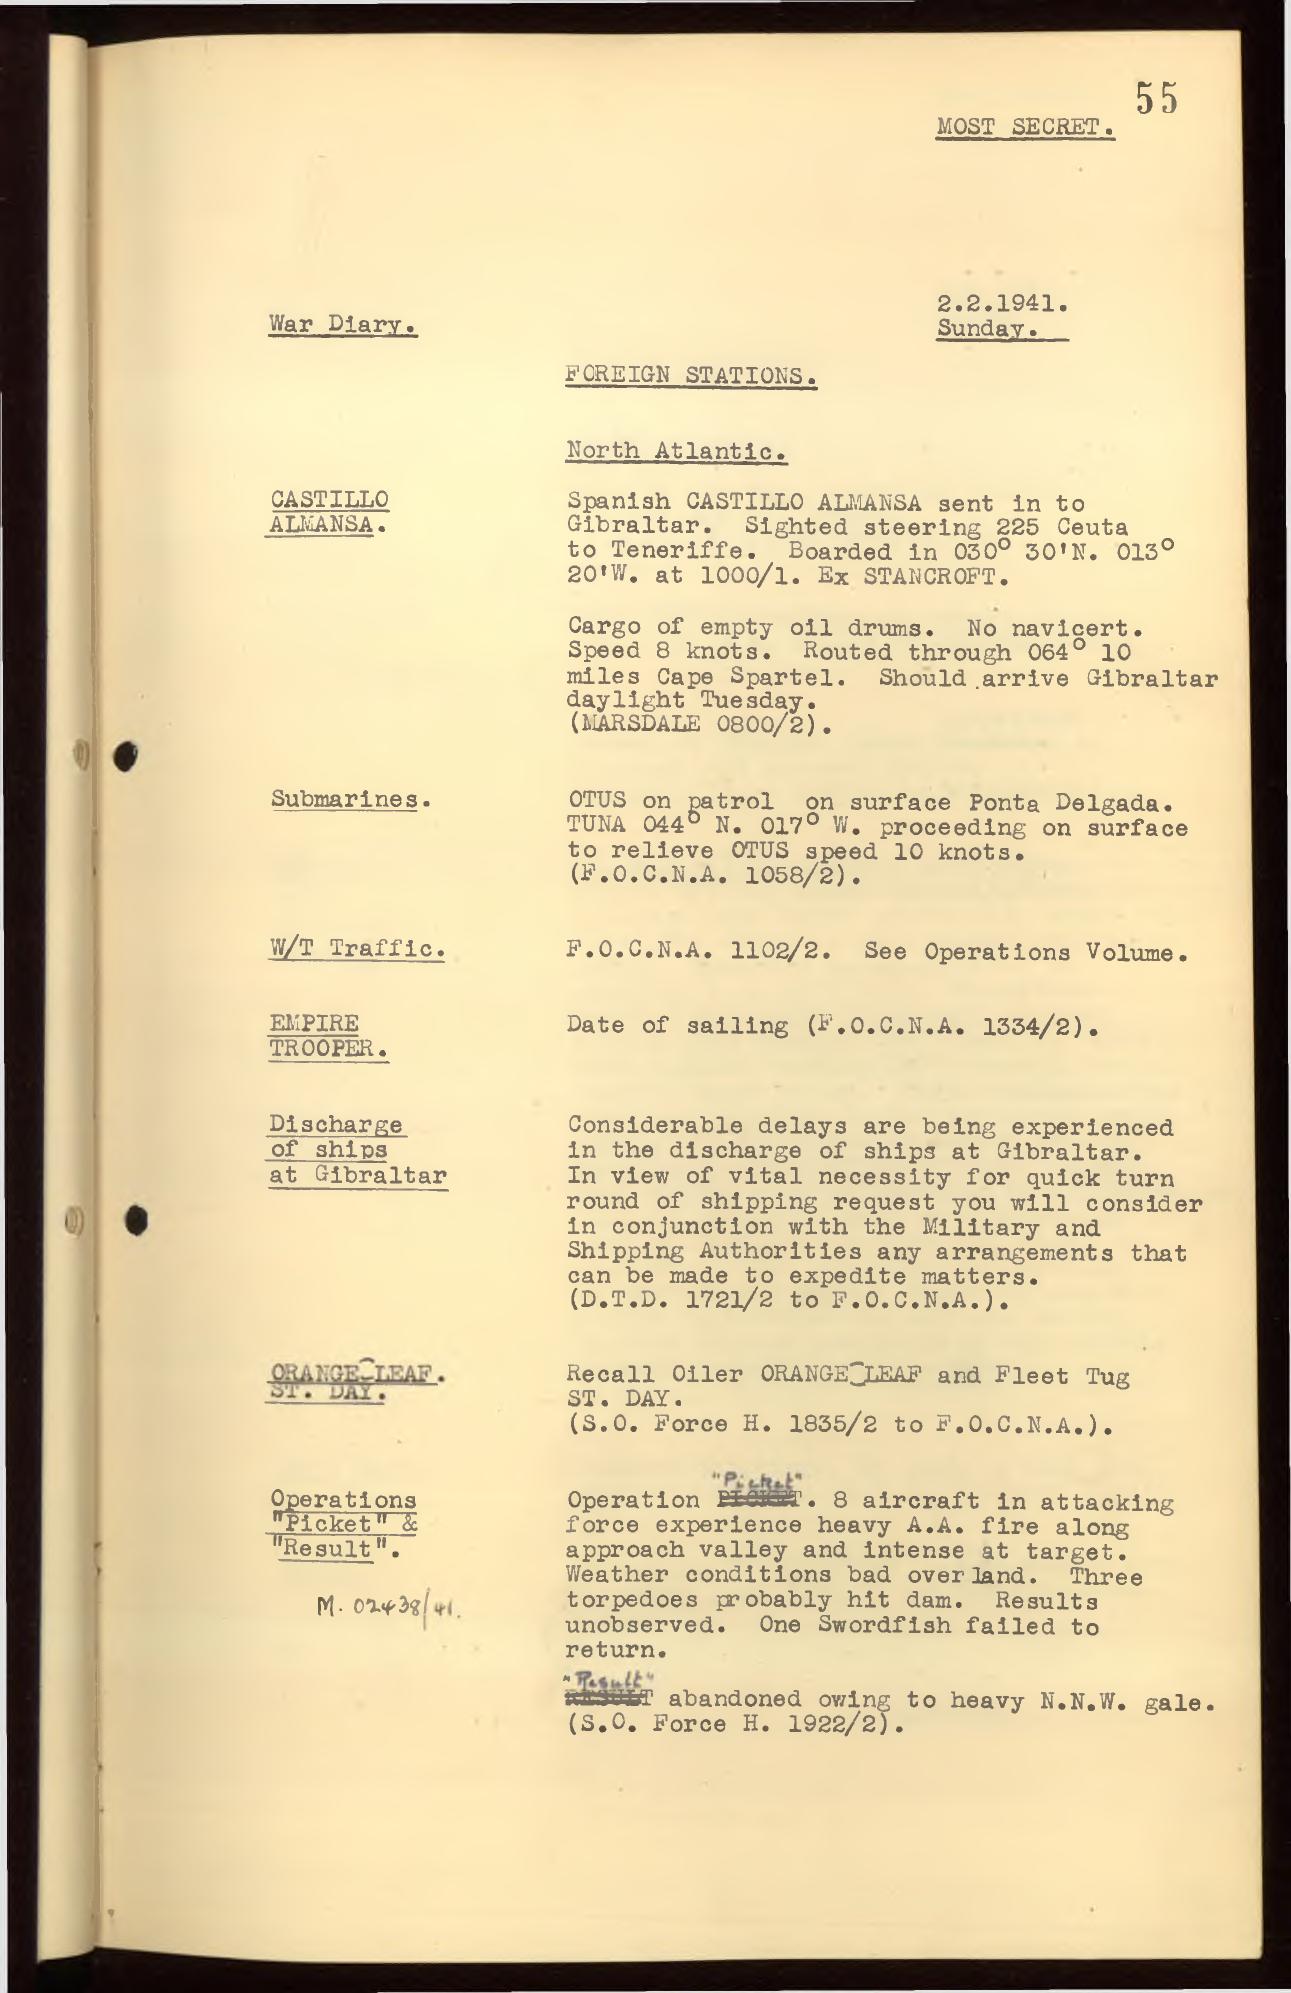 55
MOST SECRET.
War Diary.
2.2.1941.
Sunday.
FOREIGN STATIONS.
North Atlantic.
CASTILLO
ALMANSA.
Spanish CASTILLO ALMANSA sent in to
Gibraltar. Sighted steering 225 Ceuta
to Teneriffe. Boarded in 030° 30'N. 013°
20'W. at 1000/1. Ex STANCROFT.
Cargo of empty oil drums. No navicert.
Speed 8 knots. Routed through 064° 10
miles Cape Spartel. Should arrive Gibraltar
daylight Tuesday.
(MARSDALE 0800/2).
Submarines.
OTUS on patrol on surface Ponta Delgada.
TUNA 044° N. 017° W. proceeding on surface
to relieve OTUS speed 10 knots.
(F.O.C.N.A. 1058/2).
W/T Traffic.
F.O.C.N.A. 1102/2. See Operations Volume.
EMPIRE
TROOPER.
Date of sailing (F.O.C.N.A. 1334/2).
Discharge
of ships
at Gibraltar
Considerable delays are being experienced
in the discharge of ships at Gibraltar.
In view of vital necessity for quick turn
round of shipping request you will consider
in conjunction with the Military and
Shipping Authorities any arrangements that
can be made to expedite matters.
(D.T.D. 1721/2 to F.O.C.N.A.).
ORANGE LEAF.
ST. DAY.
Recall Oiler ORANGE LEAF and Fleet Tug
ST. DAY.
(S.O. Force H. 1835/2 to F.O.C.N.A.).
Operations
"Picket" &
"Result".
M. 02438/41.
"Picket"
Operation PICKET. 8 aircraft in attacking
force experience heavy A.A. fire along
approach valley and intense at target.
Weather conditions bad over land. Three
torpedoes probably hit dam. Results
unobserved. One Swordfish failed to
return.
"Result"
RESULT abandoned owing to heavy N.N.W. gale.
(S.O. Force H. 1922/2).